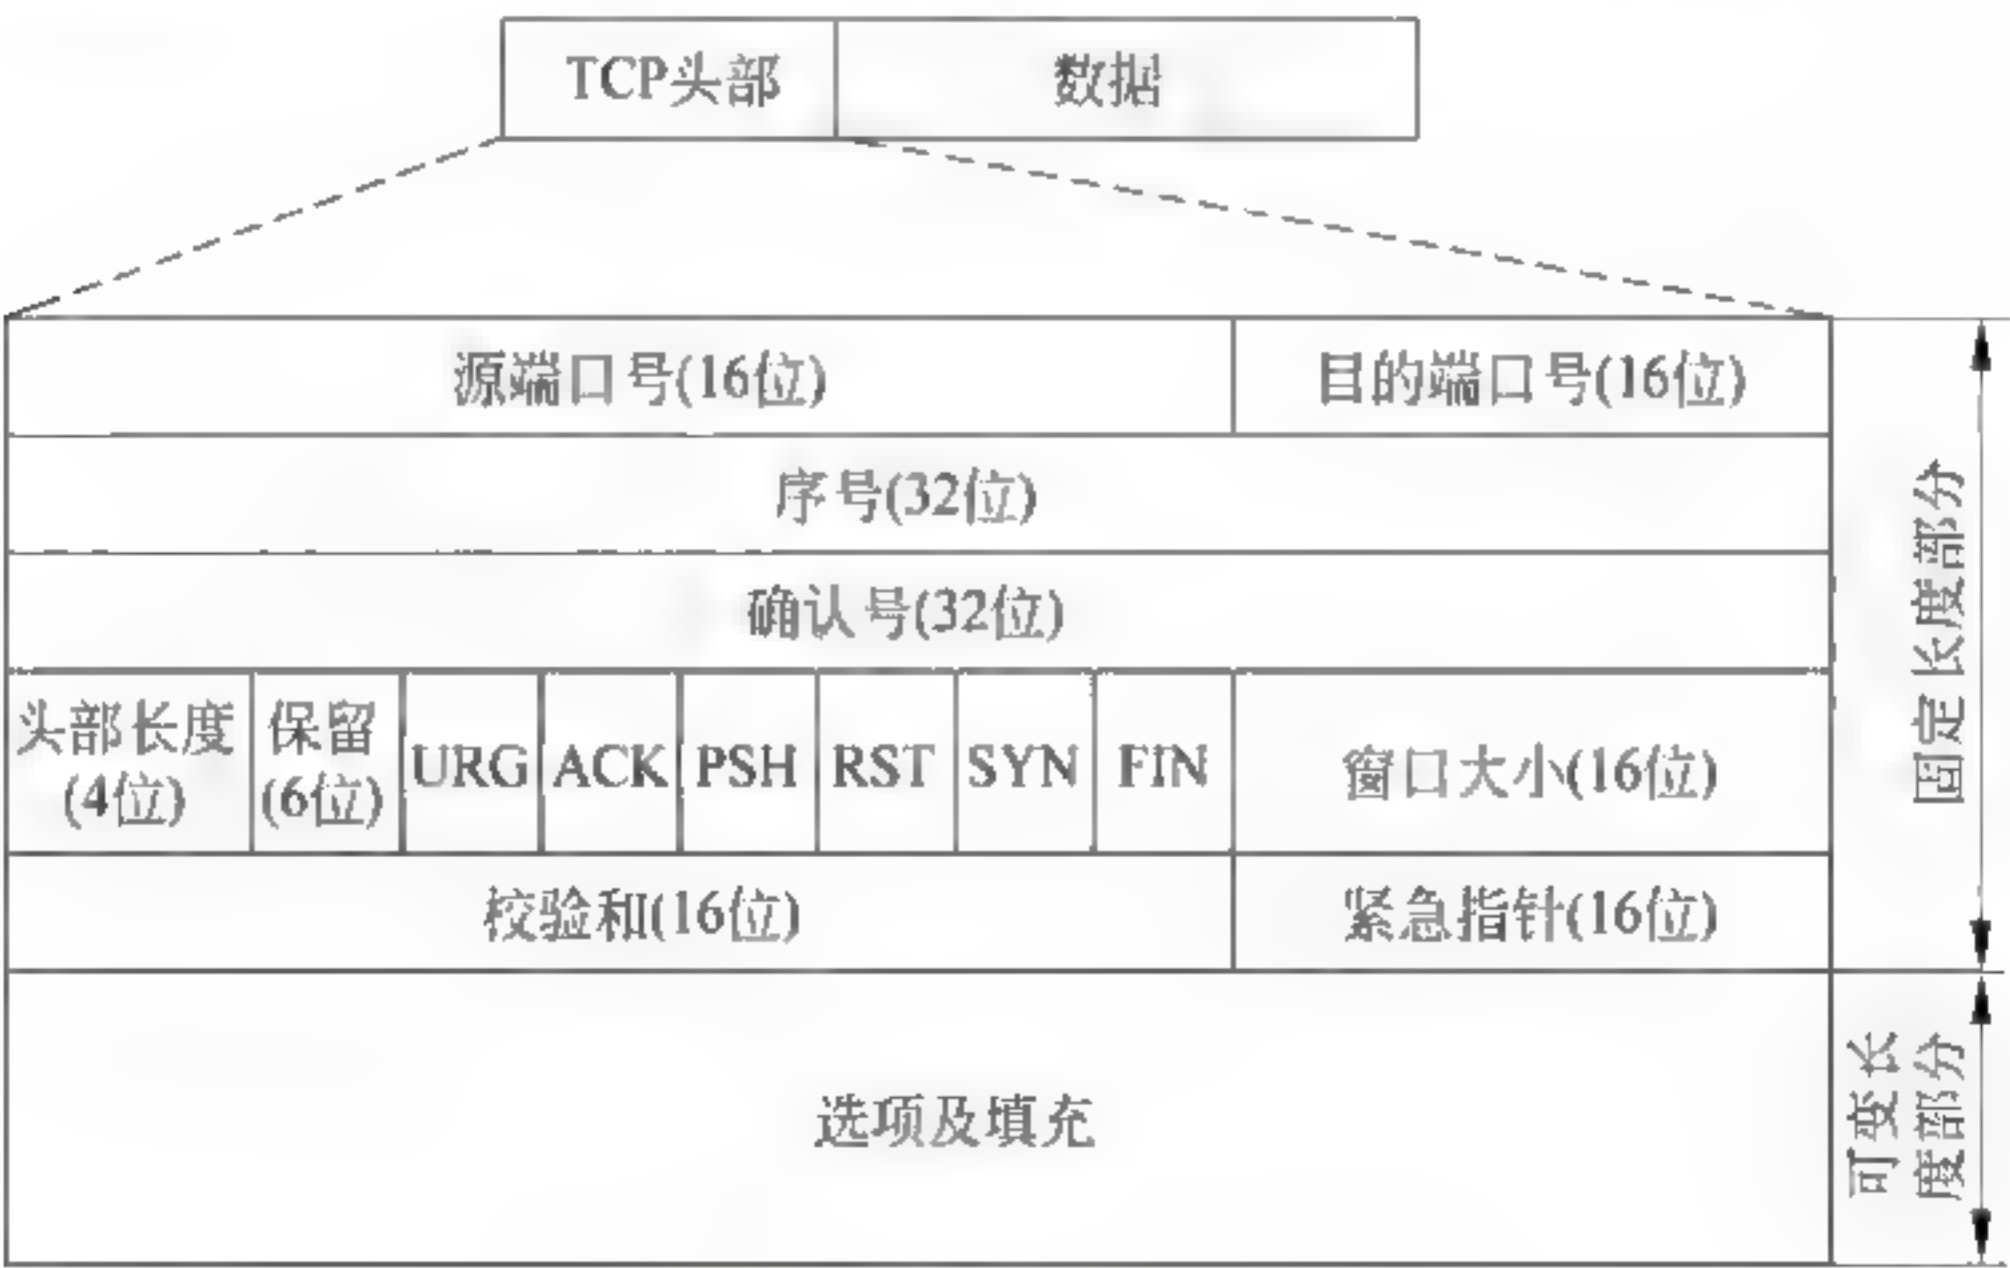 TCP头部
数据
源端口号(16位)
目的端口号(16位)
序号(32位)
确认号(32位)
头部长度
(4位)
保留
(6位)
URG
ACK
PSH
RST
SYN
FIN
窗口大小(16位)
校验和(16位)
紧急指针(16位)
固定长度部分
选项及填充
可变长
度部分